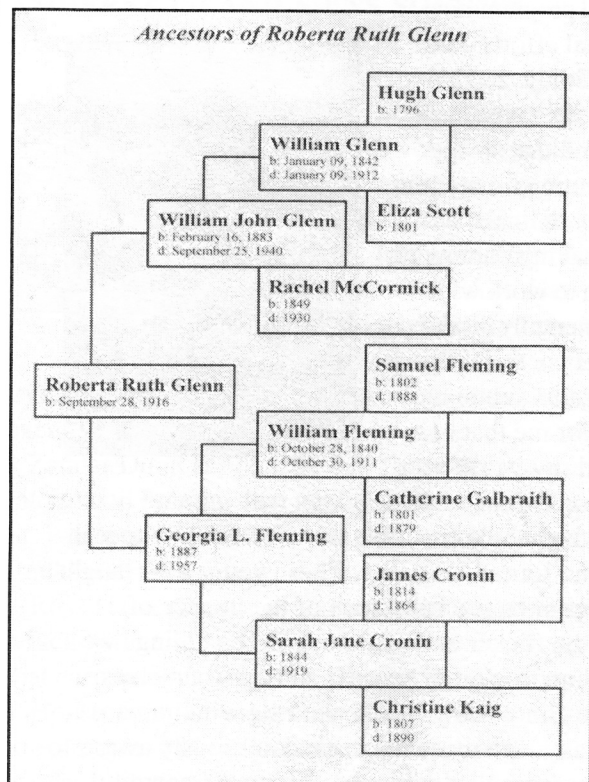 Ancestors of Roberta Ruth Glenn
Hugh Glenn
b: 1796
William Glenn
b: January 09, 1842
d: January 09, 1912
Eliza Scott
b: 1801
William John Glenn
b: February 16, 1883
d: September 25, 1940
Rachel McCormick
b: 1849
d: 1930
Samuel Fleming
b: 1802
d: 1888
Roberta Ruth Glenn
b: September 28, 1916
William Fleming
b: October 28, 1840
d: October 30, 1911
Catherine Galbraith
b: 1801
d: 1879
Georgia L. Fleming
b: 1887
d: 1957
James Cronin
b: 1814
d: 1864
Sarah Jane Cronin
b: 1844
d: 1919
Christine Kaig
b: 1807
d: 1890